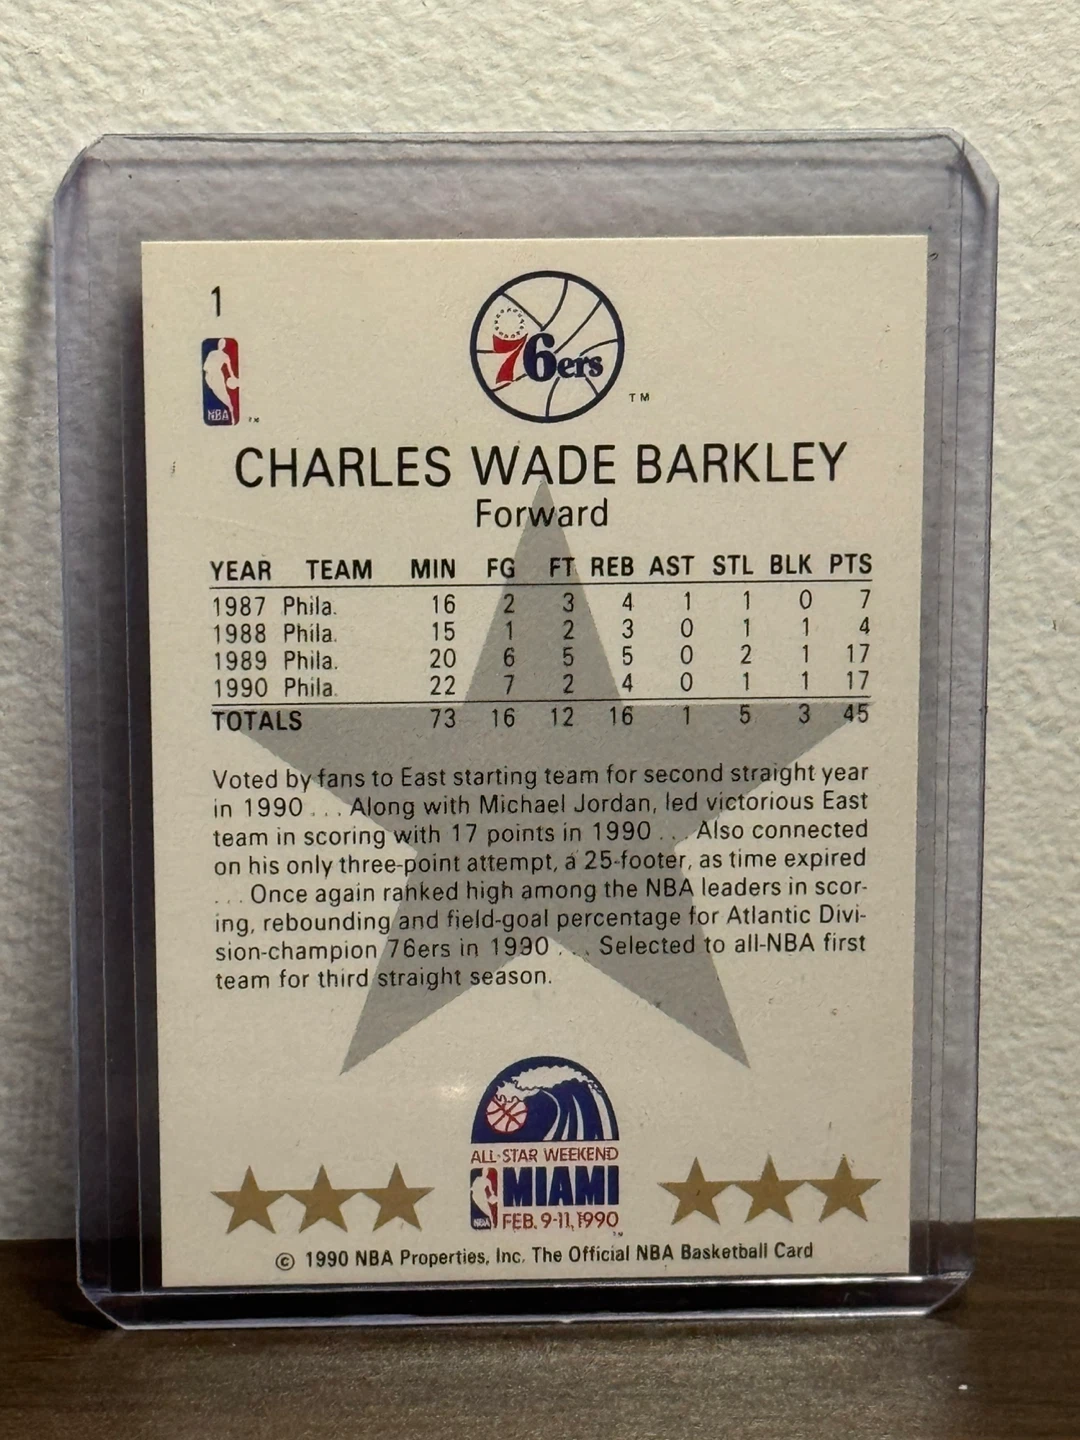 1
76ers
TM
NBA
TM
CHARLES WADE BARKLEY
Forward
YEAR TEAM MIN FG FT REB AST STL BLK PTS
1987 Phila. 16 2 3 4 1 1 0 7
1988 Phila. 15 1 2 3 0 1 1 4
1989 Phila. 20 6 5 5 0 2 1 17
1990 Phila. 22 7 2 4 0 1 1 17
TOTALS 73 16 12 16 1 5 3 45
Voted by fans to East starting team for second straight year
in 1990 . . . Along with Michael Jordan, led victorious East
team in scoring with 17 points in 1990 . . . Also connected
on his only three-point attempt, a 25-footer, as time expired
. . . Once again ranked high among the NBA leaders in scor-
ing, rebounding and field-goal percentage for Atlantic Divi-
sion-champion 76ers in 1990 . . . Selected to all-NBA first
team for third straight season.
ALL-STAR WEEKEND
MIAMI
NBA
FEB. 9-11, 1990
TM
© 1990 NBA Properties, Inc. The Official NBA Basketball Card